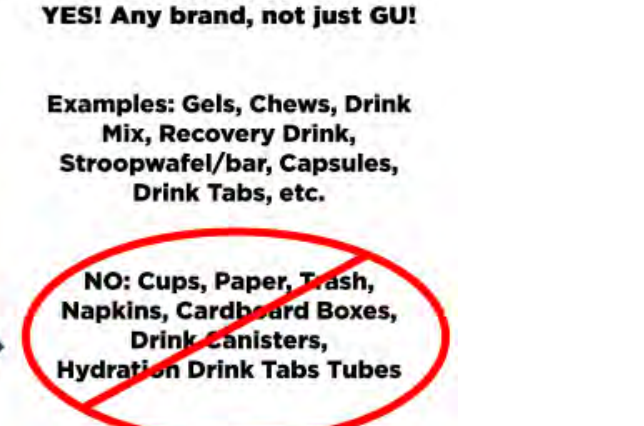 YES! Any brand, not just GU!
Examples: Gels, Chews, Drink
Mix, Recovery Drink,
Stroopwafel/bar, Capsules,
Drink Tabs, etc.
NO: Cups, Paper, Trash,
Napkins, Cardboard Boxes,
Drink Canisters,
Hydration Drink Tabs Tubes